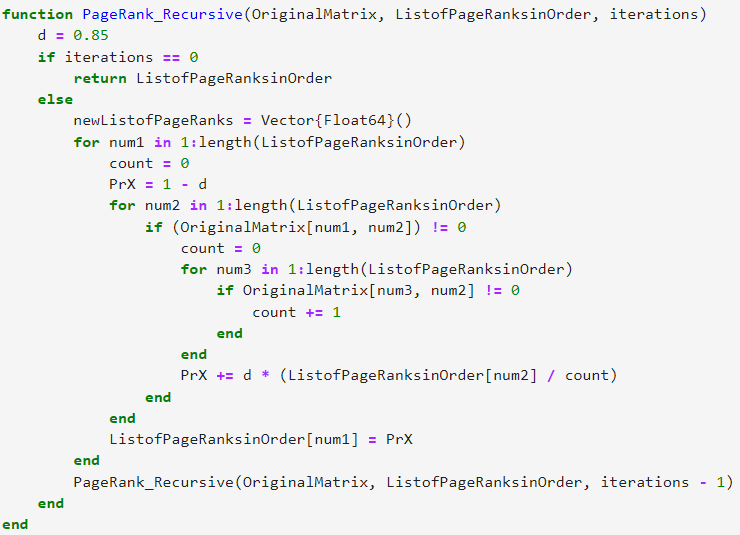 function PageRank_Recursive(OriginalMatrix, ListofPageRanksinOrder, iterations)
    d = 0.85
    if iterations == 0
        return ListofPageRanksinOrder
    else
        newListofPageRanks = Vector{Float64}()
        for num1 in 1:length(ListofPageRanksinOrder)
            count = 0
            PrX = 1 - d
            for num2 in 1:length(ListofPageRanksinOrder)
                if (OriginalMatrix[num1, num2]) != 0
                    count = 0
                    for num3 in 1:length(ListofPageRanksinOrder)
                        if OriginalMatrix[num3, num2] != 0
                            count += 1
                        end
                    end
                    PrX += d * (ListofPageRanksinOrder[num2] / count)
                end
            end
            ListofPageRanksinOrder[num1] = PrX
        end
        PageRank_Recursive(OriginalMatrix, ListofPageRanksinOrder, iterations - 1)
    end
end